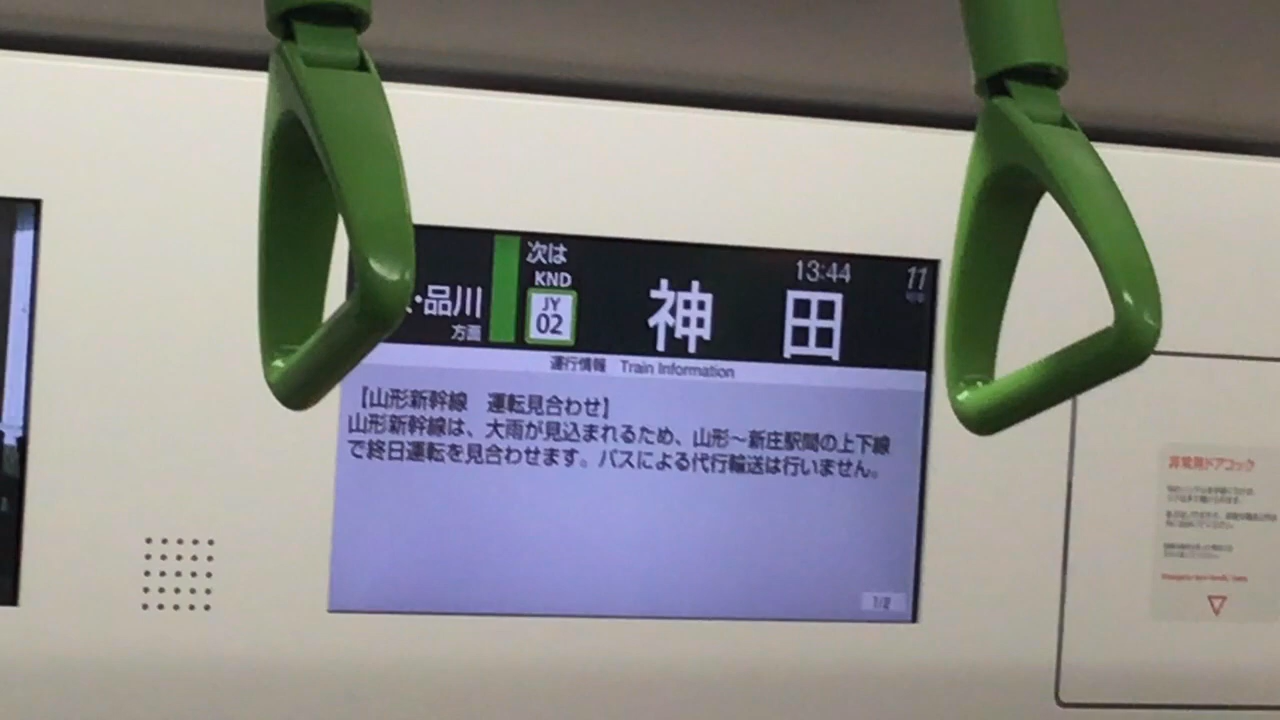 ・品川
方面
次は
KND
JY
02
神田
13:44
11
号車
運行情報 Train Information
【山形新幹線 運転見合わせ】
山形新幹線は、大雨が見込まれるため、山形～新庄駅間の上下線
で終日運転を見合わせます。バスによる代行輸送は行いません。
1/2
非常用ドアコック